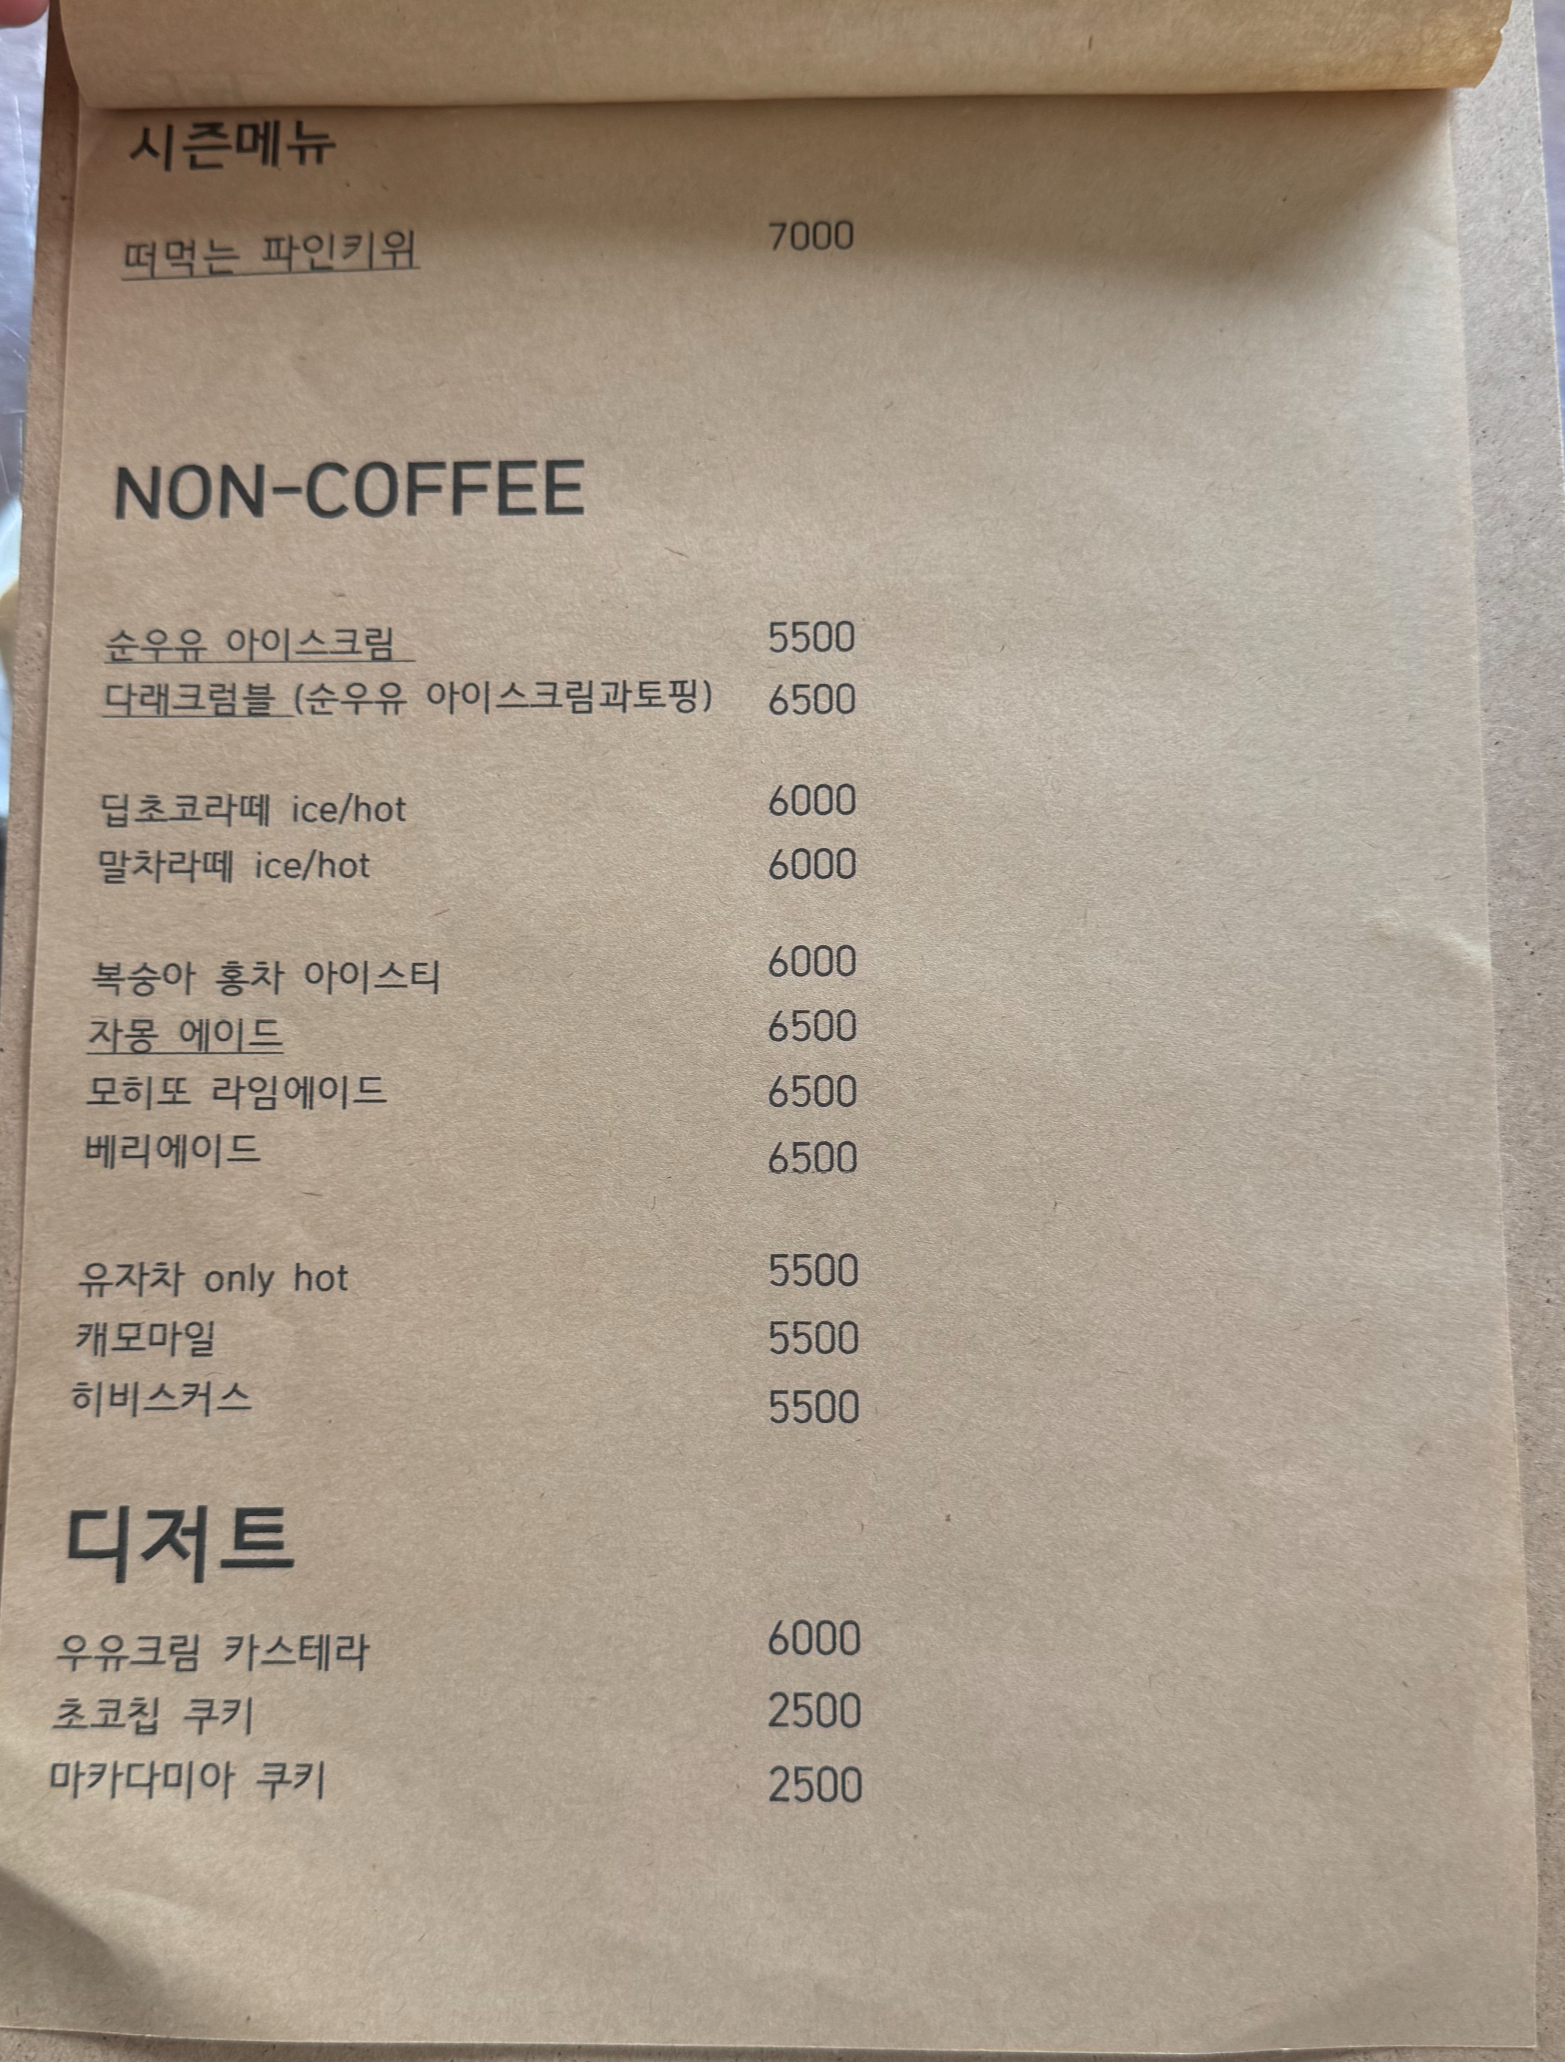 시즌메뉴
떠먹는 파인키위 7000
NON-COFFEE
순우유 아이스크림 5500
다래크럼블 (순우유 아이스크림과토핑) 6500
딥초코라떼 ice/hot 6000
말차라떼 ice/hot 6000
복숭아 홍차 아이스티 6000
자몽 에이드 6500
모히또 라임에이드 6500
베리에이드 6500
유자차 only hot 5500
캐모마일 5500
히비스커스 5500
디저트
우유크림 카스테라 6000
초코칩 쿠키 2500
마카다미아 쿠키 2500